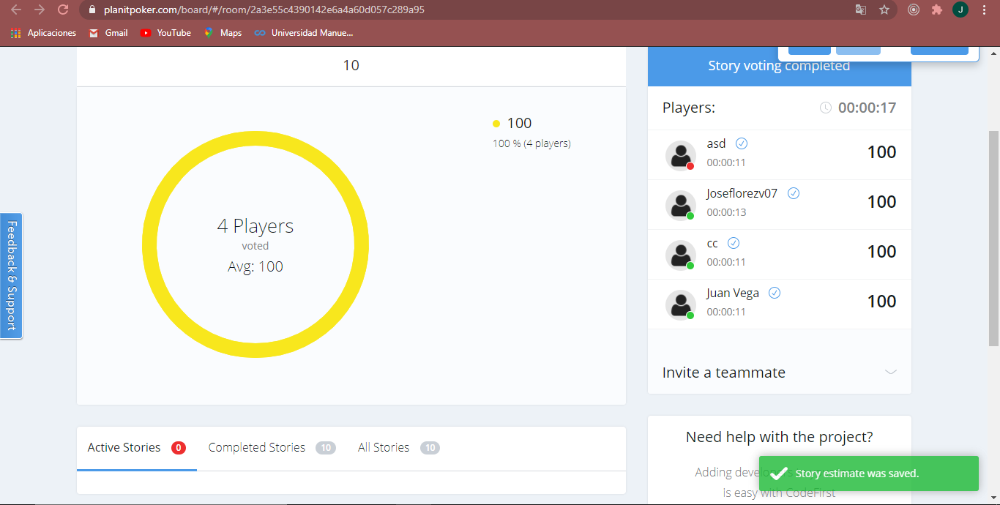 planitpoker.com/board/#/room/2a3e55c4390142e6a4a60d057c289a95
J
Aplicaciones
Gmail
YouTube
Maps
Universidad Manue...
10
100
100 % (4 players)
4 Players
voted
Avg: 100
Feedback & Support
Story voting completed
Players:
00:00:17
asd
00:00:11
100
Joseflorezv07
00:00:13
100
cc
00:00:11
100
Juan Vega
00:00:11
100
Invite a teammate
Active Stories 0
Completed Stories 10
All Stories 10
Need help with the project?
Adding
is easy with CodeFirst
Story estimate was saved.